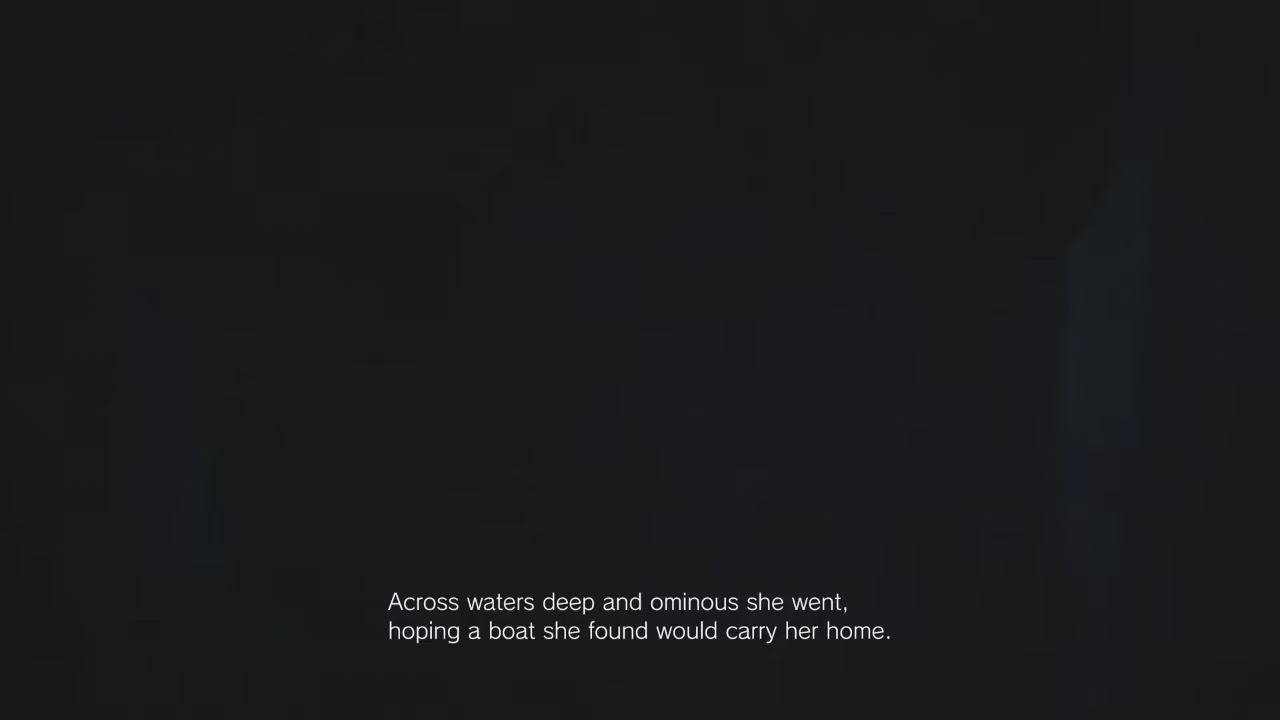 Across waters deep and ominous she went,
hoping a boat she found would carry her home.